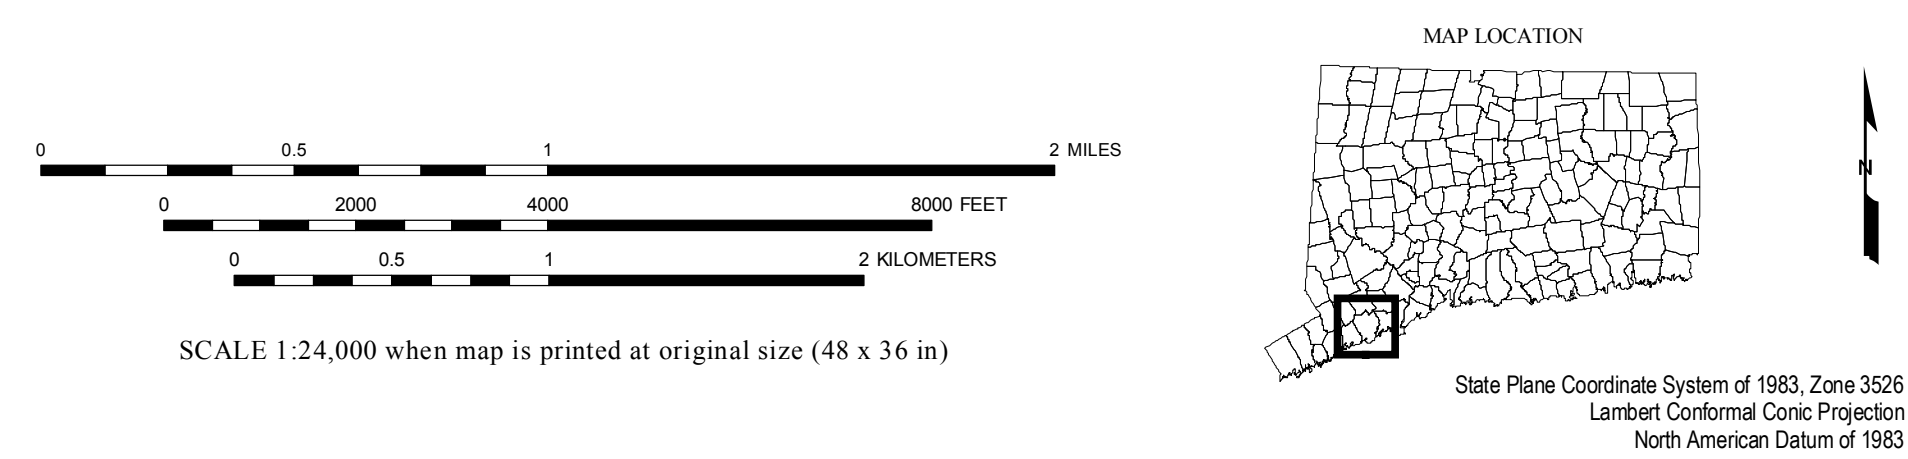 MAP LOCATION
0 0.5 1 2 MILES
0 2000 4000 8000 FEET
0 0.5 1 2 KILOMETERS
N
SCALE 1:24,000 when map is printed at original size (48 x 36 in)
State Plane Coordinate System of 1983, Zone 3526
Lambert Conformal Conic Projection
North American Datum of 1983